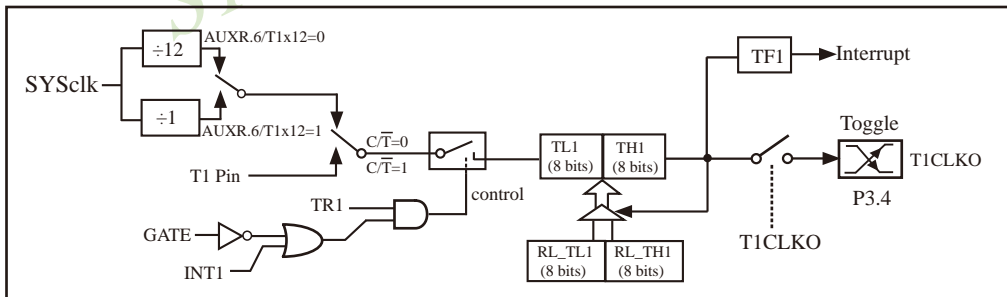 ÷12
AUXR.6/T1x12=0
SYSclk
÷1
AUXR.6/T1x12=1
T1 Pin
C/T̅=0
C/T̅=1
control
TR1
GATE
INT1
TL1
(8 bits)
TH1
(8 bits)
RL_TL1
(8 bits)
RL_TH1
(8 bits)
TF1
Interrupt
Toggle
T1CLKO
P3.4
T1CLKO